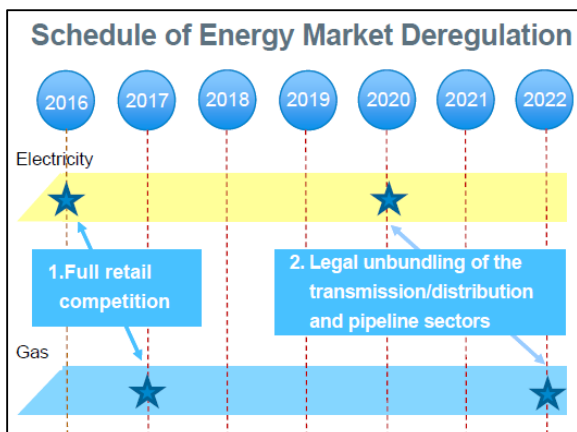 Schedule of Energy Market Deregulation
2016 2017 2018 2019 2020 2021 2022
Electricity
1.Full retail
competition
2. Legal unbundling of the
transmission/distribution
and pipeline sectors
Gas